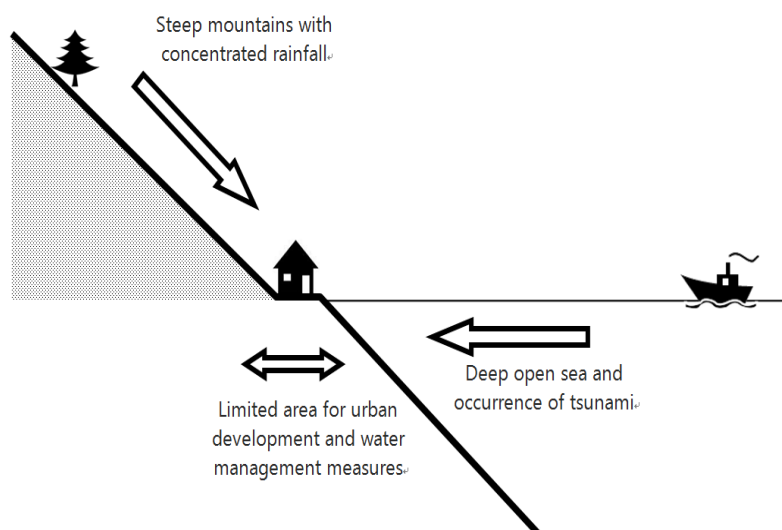 Steep mountains with
concentrated rainfall
Deep open sea and
occurrence of tsunami
Limited area for urban
development and water
management measures